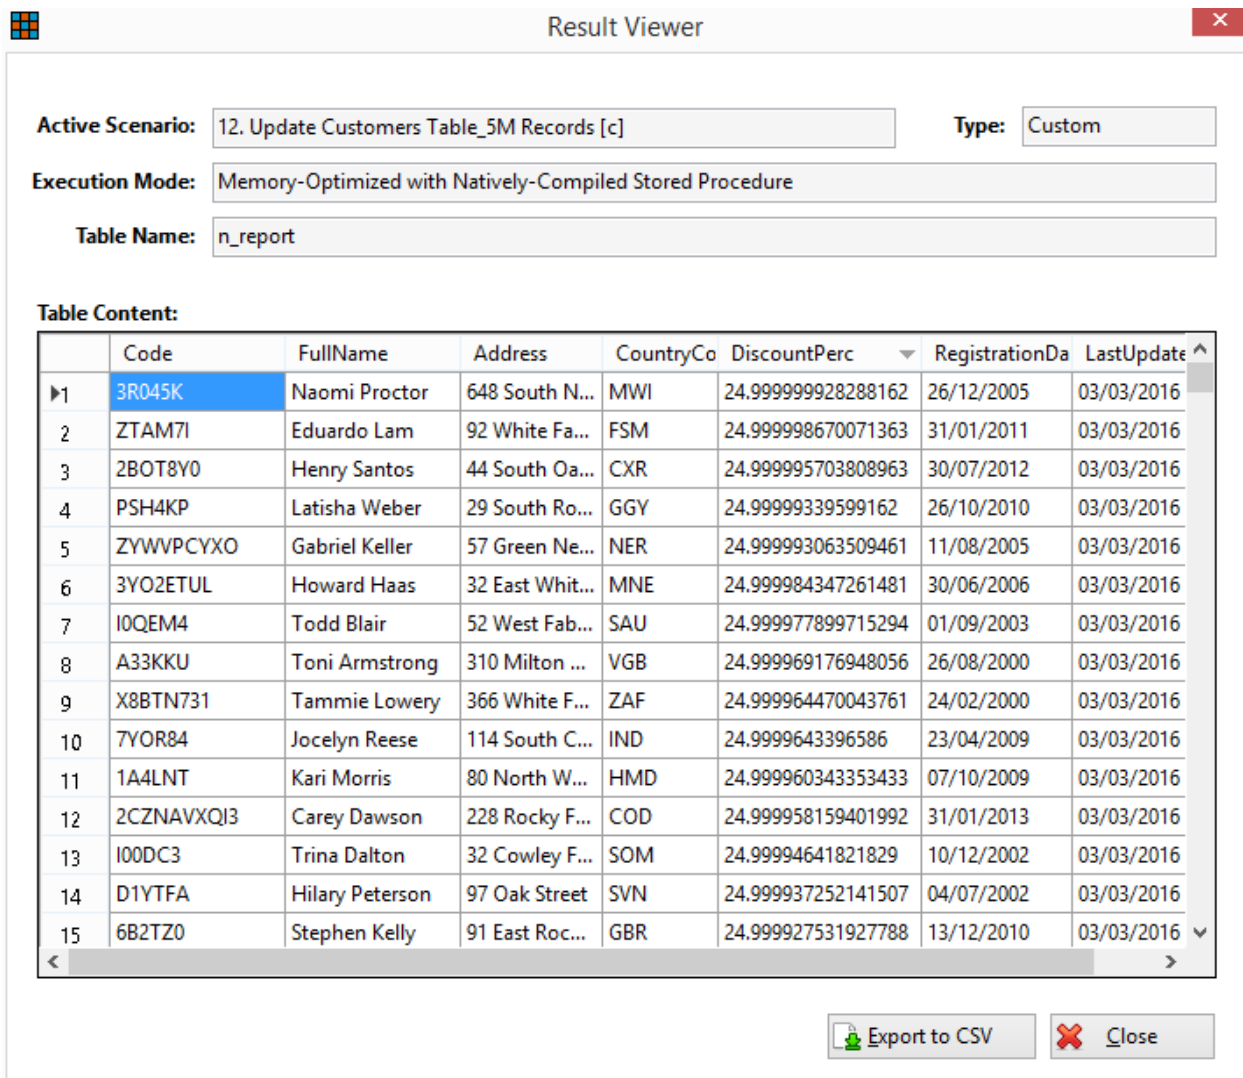 Result Viewer
Active Scenario: 12. Update Customers Table_5M Records [c] Type: Custom
Execution Mode: Memory-Optimized with Natively-Compiled Stored Procedure
Table Name: n_report
Table Content:
Code FullName Address CountryCo DiscountPerc RegistrationDa LastUpdate
1 3R045K Naomi Proctor 648 South N... MWI 24.999999928288162 26/12/2005 03/03/2016
2 ZTAM7I Eduardo Lam 92 White Fa... FSM 24.999998670071363 31/01/2011 03/03/2016
3 2BOT8Y0 Henry Santos 44 South Oa... CXR 24.999995703808963 30/07/2012 03/03/2016
4 PSH4KP Latisha Weber 29 South Ro... GGY 24.99999339599162 26/10/2010 03/03/2016
5 ZYWVPCYXO Gabriel Keller 57 Green Ne... NER 24.999993063509461 11/08/2005 03/03/2016
6 3YO2ETUL Howard Haas 32 East Whit... MNE 24.999984347261481 30/06/2006 03/03/2016
7 I0QEM4 Todd Blair 52 West Fab... SAU 24.999977899715294 01/09/2003 03/03/2016
8 A33KKU Toni Armstrong 310 Milton ... VGB 24.999969176948056 26/08/2000 03/03/2016
9 X8BTN731 Tammie Lowery 366 White F... ZAF 24.999964470043761 24/02/2000 03/03/2016
10 7YOR84 Jocelyn Reese 114 South C... IND 24.9999643396586 23/04/2009 03/03/2016
11 1A4LNT Kari Morris 80 North W... HMD 24.999960343353433 07/10/2009 03/03/2016
12 2CZNAVXQI3 Carey Dawson 228 Rocky F... COD 24.999958159401992 31/01/2013 03/03/2016
13 I00DC3 Trina Dalton 32 Cowley F... SOM 24.99994641821829 10/12/2002 03/03/2016
14 D1YTFA Hilary Peterson 97 Oak Street SVN 24.999937252141507 04/07/2002 03/03/2016
15 6B2TZ0 Stephen Kelly 91 East Roc... GBR 24.999927531927788 13/12/2010 03/03/2016
Export to CSV Close